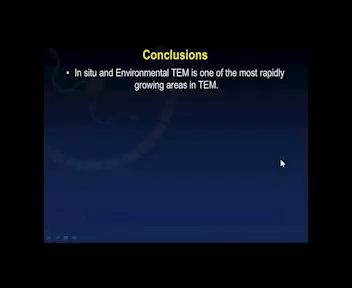 Conclusions
• In situ and Environmental TEM is one of the most rapidly
growing areas in TEM.